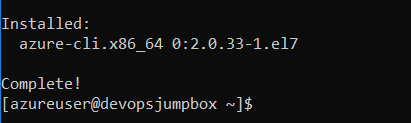 Installed:
  azure-cli.x86_64 0:2.0.33-1.el7
Complete!
[azureuser@devopsjumpbox ~]$